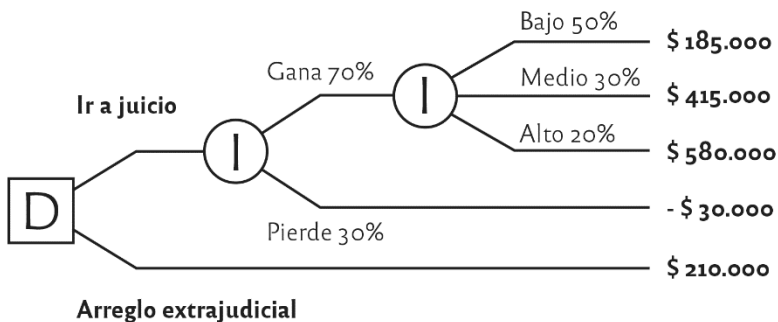 Bajo 50%
$ 185.000
Gana 70%
Medio 30%
$ 415.000
Ir a juicio
I
I
Alto 20%
$ 580.000
D
- $ 30.000
Pierde 30%
$ 210.000
Arreglo extrajudicial